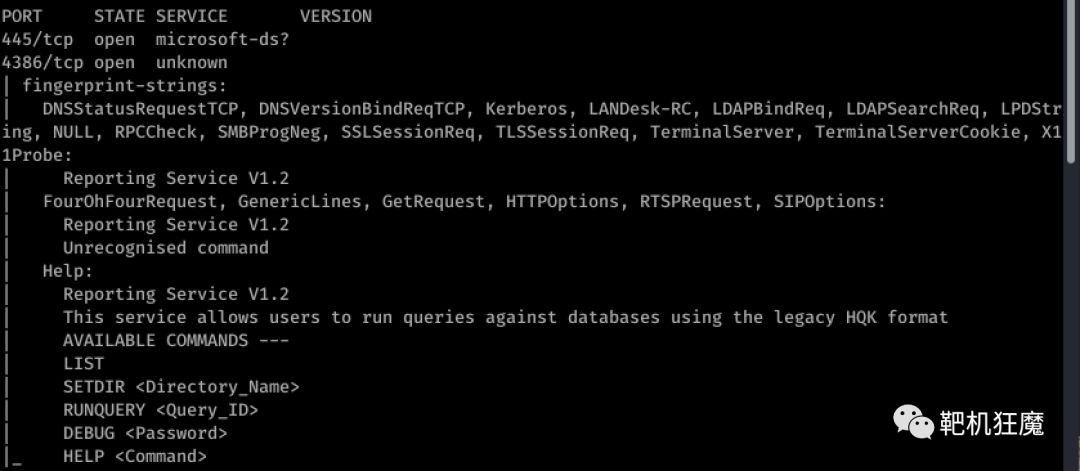 PORT     STATE SERVICE       VERSION
445/tcp  open  microsoft-ds?
4386/tcp open  unknown
| fingerprint-strings:
|   DNSStatusRequestTCP, DNSVersionBindReqTCP, Kerberos, LANDesk-RC, LDAPBindReq, LDAPSearchReq, LPDStr
ing, NULL, RPCCheck, SMBProgNeg, SSLSessionReq, TLSSessionReq, TerminalServer, TerminalServerCookie, X1
1Probe:
|     Reporting Service V1.2
|   FourOhFourRequest, GenericLines, GetRequest, HTTPOptions, RTSPRequest, SIPOptions:
|     Reporting Service V1.2
|     Unrecognised command
|   Help:
|     Reporting Service V1.2
|     This service allows users to run queries against databases using the legacy HQK format
|     AVAILABLE COMMANDS ---
|     LIST
|     SETDIR <Directory_Name>
|     RUNQUERY <Query_ID>
|     DEBUG <Password>
|_    HELP <Command>
靶机狂魔